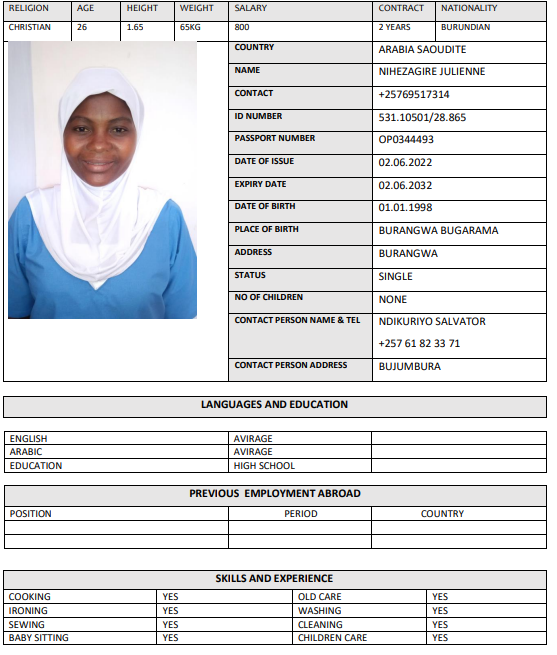 RELIGION AGE HEIGHT WEIGHT SALARY CONTRACT NATIONALITY
CHRISTIAN 26 1.65 65KG 800 2 YEARS BURUNDIAN
COUNTRY ARABIA SAOUDITE
NAME NIHEZAGIRE JULIENNE
CONTACT +25769517314
ID NUMBER 531.10501/28.865
PASSPORT NUMBER OP0344493
DATE OF ISSUE 02.06.2022
EXPIRY DATE 02.06.2032
DATE OF BIRTH 01.01.1998
PLACE OF BIRTH BURANGWA BUGARAMA
ADDRESS BURANGWA
STATUS SINGLE
NO OF CHILDREN NONE
CONTACT PERSON NAME & TEL NDIKURIYO SALVATOR
+257 61 82 33 71
CONTACT PERSON ADDRESS BUJUMBURA
LANGUAGES AND EDUCATION
ENGLISH AVIRAGE
ARABIC AVIRAGE
EDUCATION HIGH SCHOOL
PREVIOUS EMPLOYMENT ABROAD
POSITION PERIOD COUNTRY
SKILLS AND EXPERIENCE
COOKING YES OLD CARE YES
IRONING YES WASHING YES
SEWING YES CLEANING YES
BABY SITTING YES CHILDREN CARE YES